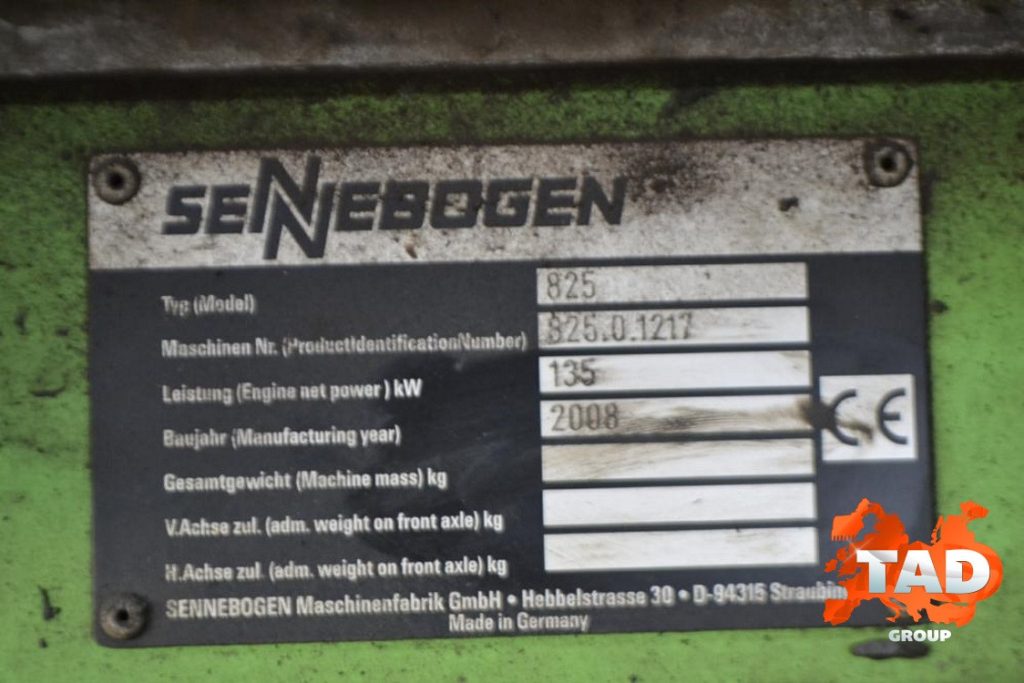 SENNEBOGEN
Typ (Model) 825
Maschinen Nr. (ProductIdentificationNumber) 825.0.1217
Leistung (Engine net power ) kW 135
Baujahr (Manufacturing year) 2008
Gesamtgewicht (Machine mass) kg
V.Achse zul. (adm. weight on front axle) kg
H.Achse zul. (adm. weight on front axle) kg
CE
SENNEBOGEN Maschinenfabrik GmbH • Hebbelstrasse 30 • D-94315
Made in Germany
TAD
GROUP